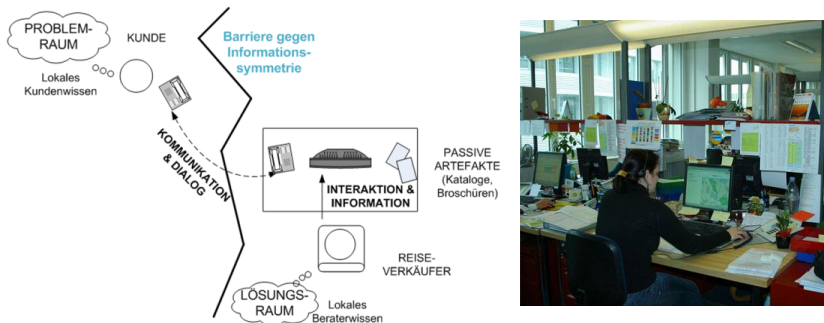 PROBLEM-
RAUM
KUNDE
Lokales
Kundenwissen
Barriere gegen
Informations-
symmetrie
KOMMUNIKATION
& DIALOG
INTERAKTION &
INFORMATION
PASSIVE
ARTEFAKTE
(Kataloge,
Broschüren)
REISE-
VERKÄUFER
LÖSUNGS-
RAUM
Lokales
Beraterwissen